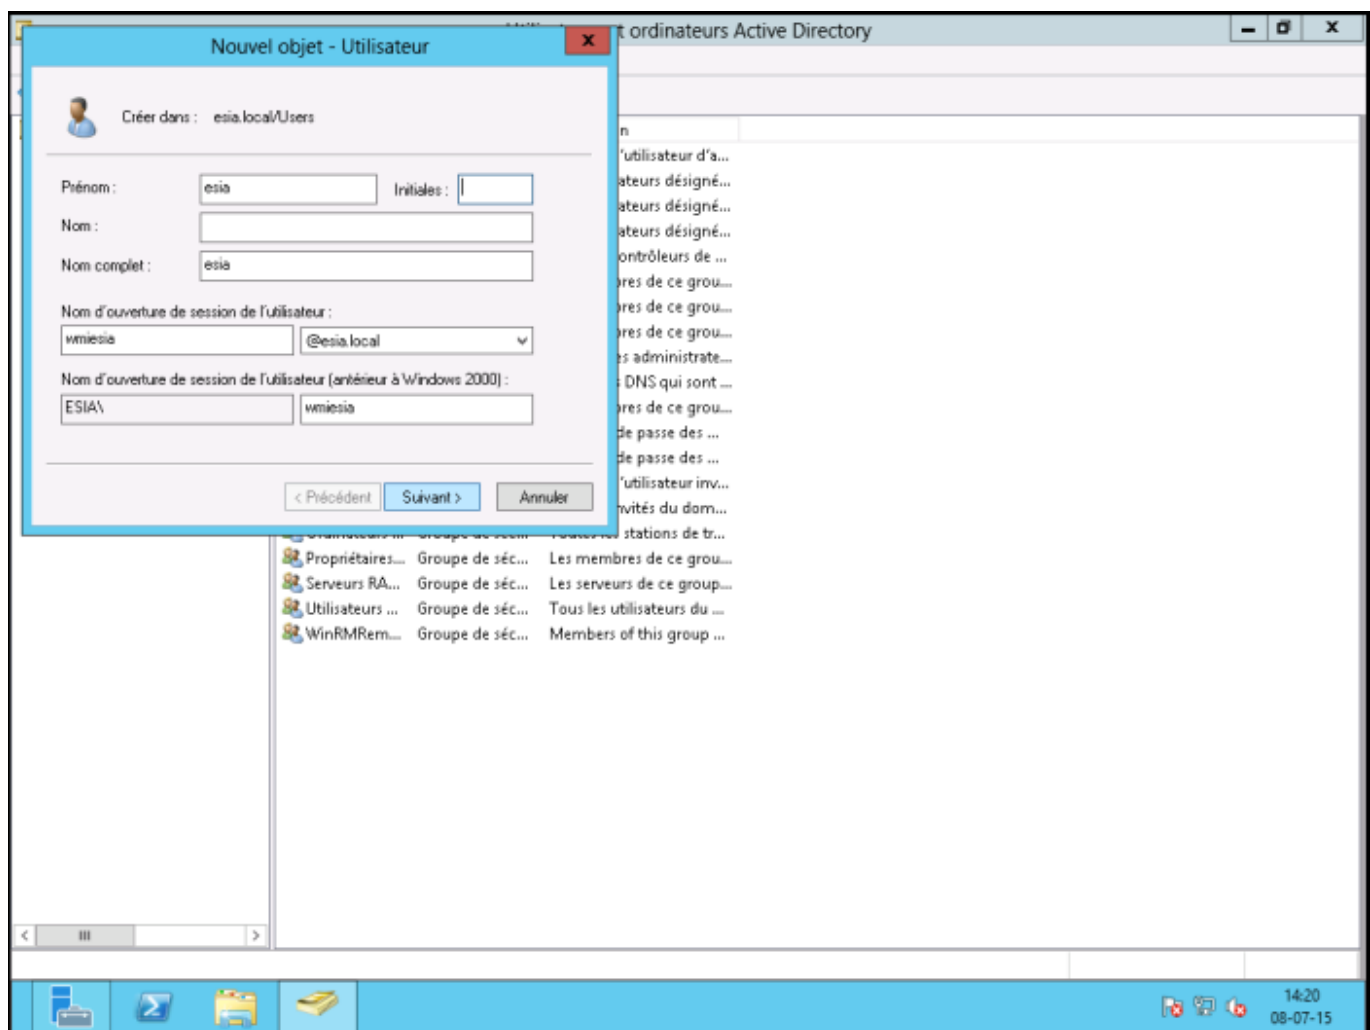 t ordinateurs Active Directory
Nouvel objet - Utilisateur
Créer dans : esia.local/Users
Prénom : esia Initiales :
Nom :
Nom complet : esia
Nom d'ouverture de session de l'utilisateur :
wmiesia @esia.local
Nom d'ouverture de session de l'utilisateur (antérieur à Windows 2000) :
ESIA\ wmiesia
< Précédent Suivant > Annuler
n
'utilisateur d'a...
ateurs désigné...
ateurs désigné...
ateurs désigné...
ontrôleurs de ...
res de ce grou...
res de ce grou...
res de ce grou...
s administrate...
DNS qui sont ...
res de ce grou...
de passe des ...
de passe des ...
'utilisateur inv...
nvités du dom...
stations de tr...
Propriétaires... Groupe de séc... Les membres de ce grou...
Serveurs RA... Groupe de séc... Les serveurs de ce group...
Utilisateurs ... Groupe de séc... Tous les utilisateurs du ...
WinRMRem... Groupe de séc... Members of this group ...
14:20
08-07-15